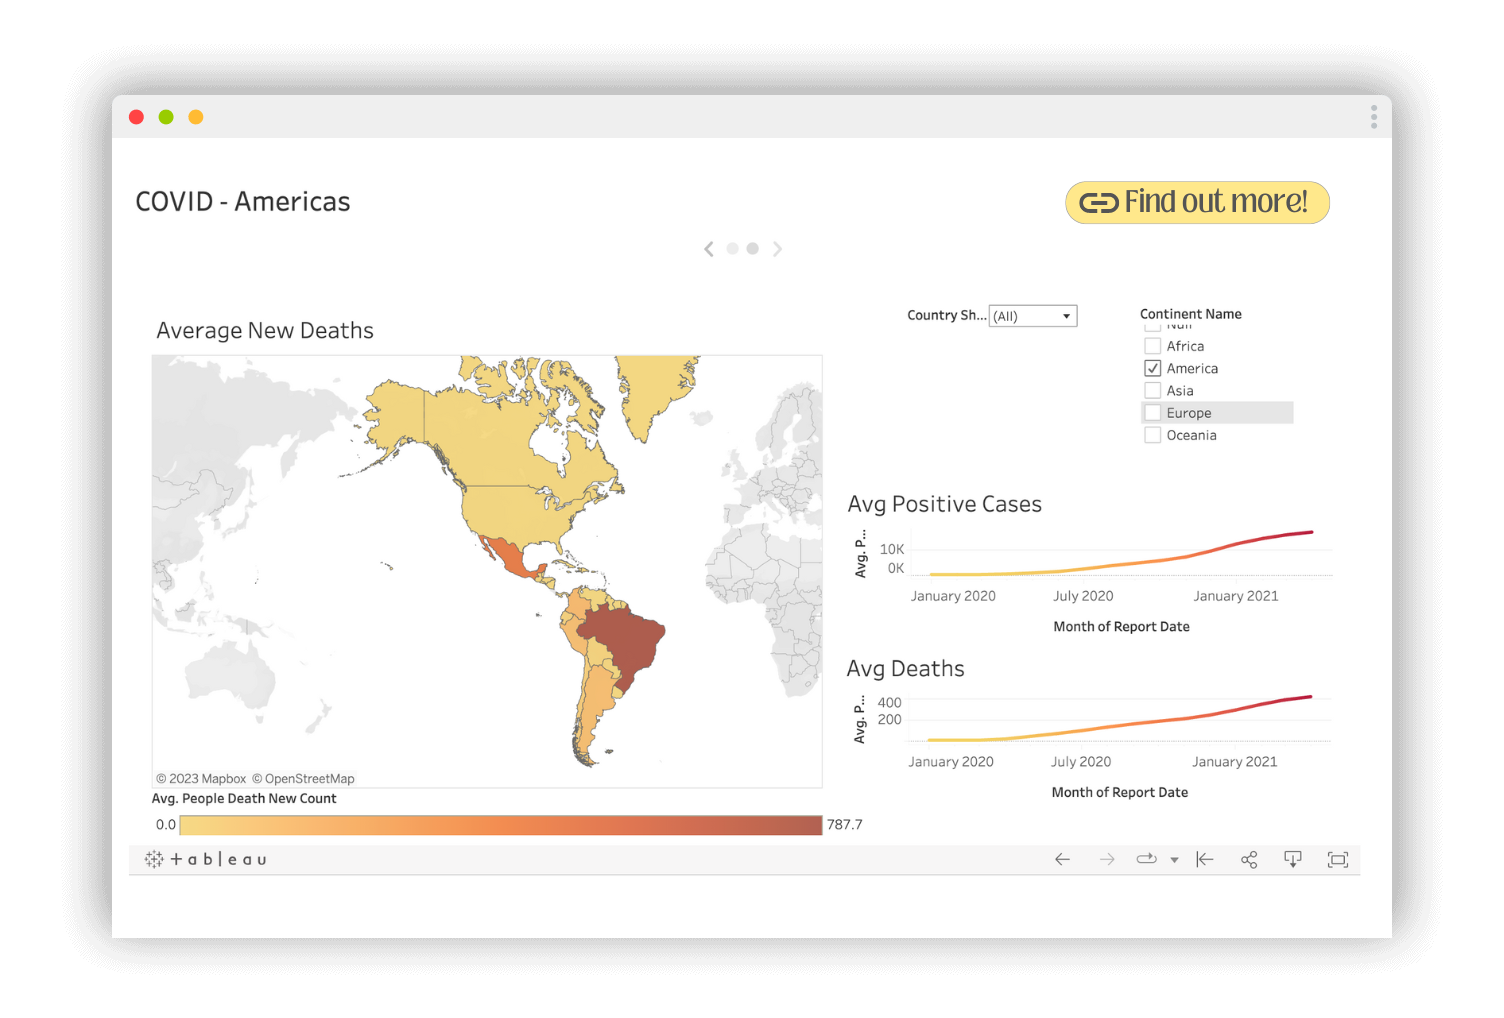 COVID - Americas
Find out more!
Average New Deaths
Country Sh... (All)
Continent Name
Null
Africa
America
Asia
Europe
Oceania
Avg Positive Cases
Avg. P...
10K
0K
January 2020 July 2020 January 2021
Month of Report Date
Avg Deaths
Avg. P...
400
200
January 2020 July 2020 January 2021
Month of Report Date
© 2023 Mapbox © OpenStreetMap
Avg. People Death New Count
0.0 787.7
+ableau